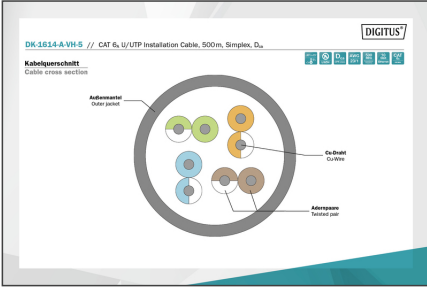 DIGITUS®
DK-1614-A-VH-5 // CAT 6A U/UTP Installation Cable, 500m, Simplex, Dca
Kabelquerschnitt
Cable cross section
Außenmantel
Outer jacket
Cu-Draht
Cu-Wire
Adernpaare
Twisted pair